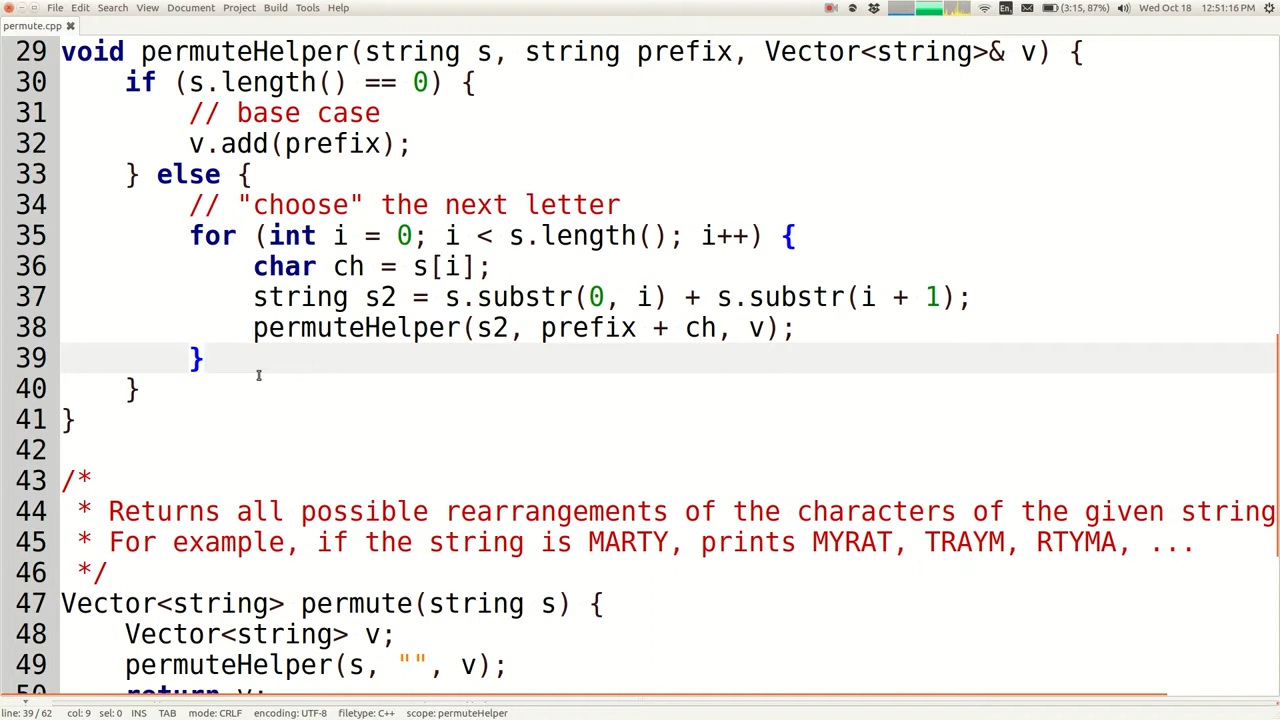 File Edit Search View Document Project Build Tools Help En (3:15, 87%) Wed Oct 18 12:51:16 PM
permute.cpp
29 void permuteHelper(string s, string prefix, Vector<string>& v) {
30 if (s.length() == 0) {
31 // base case
32 v.add(prefix);
33 } else {
34 // "choose" the next letter
35 for (int i = 0; i < s.length(); i++) {
36 char ch = s[i];
37 string s2 = s.substr(0, i) + s.substr(i + 1);
38 permuteHelper(s2, prefix + ch, v);
39 }
40 }
41 }
42
43 /*
44 * Returns all possible rearrangements of the characters of the given string
45 * For example, if the string is MARTY, prints MYRAT, TRAYM, RTYMA, ...
46 */
47 Vector<string> permute(string s) {
48 Vector<string> v;
49 permuteHelper(s, "", v);
50 return v;
line: 39 / 62 col: 9 sel: 0 INS TAB mode: CRLF encoding: UTF-8 filetype: C++ scope: permuteHelper